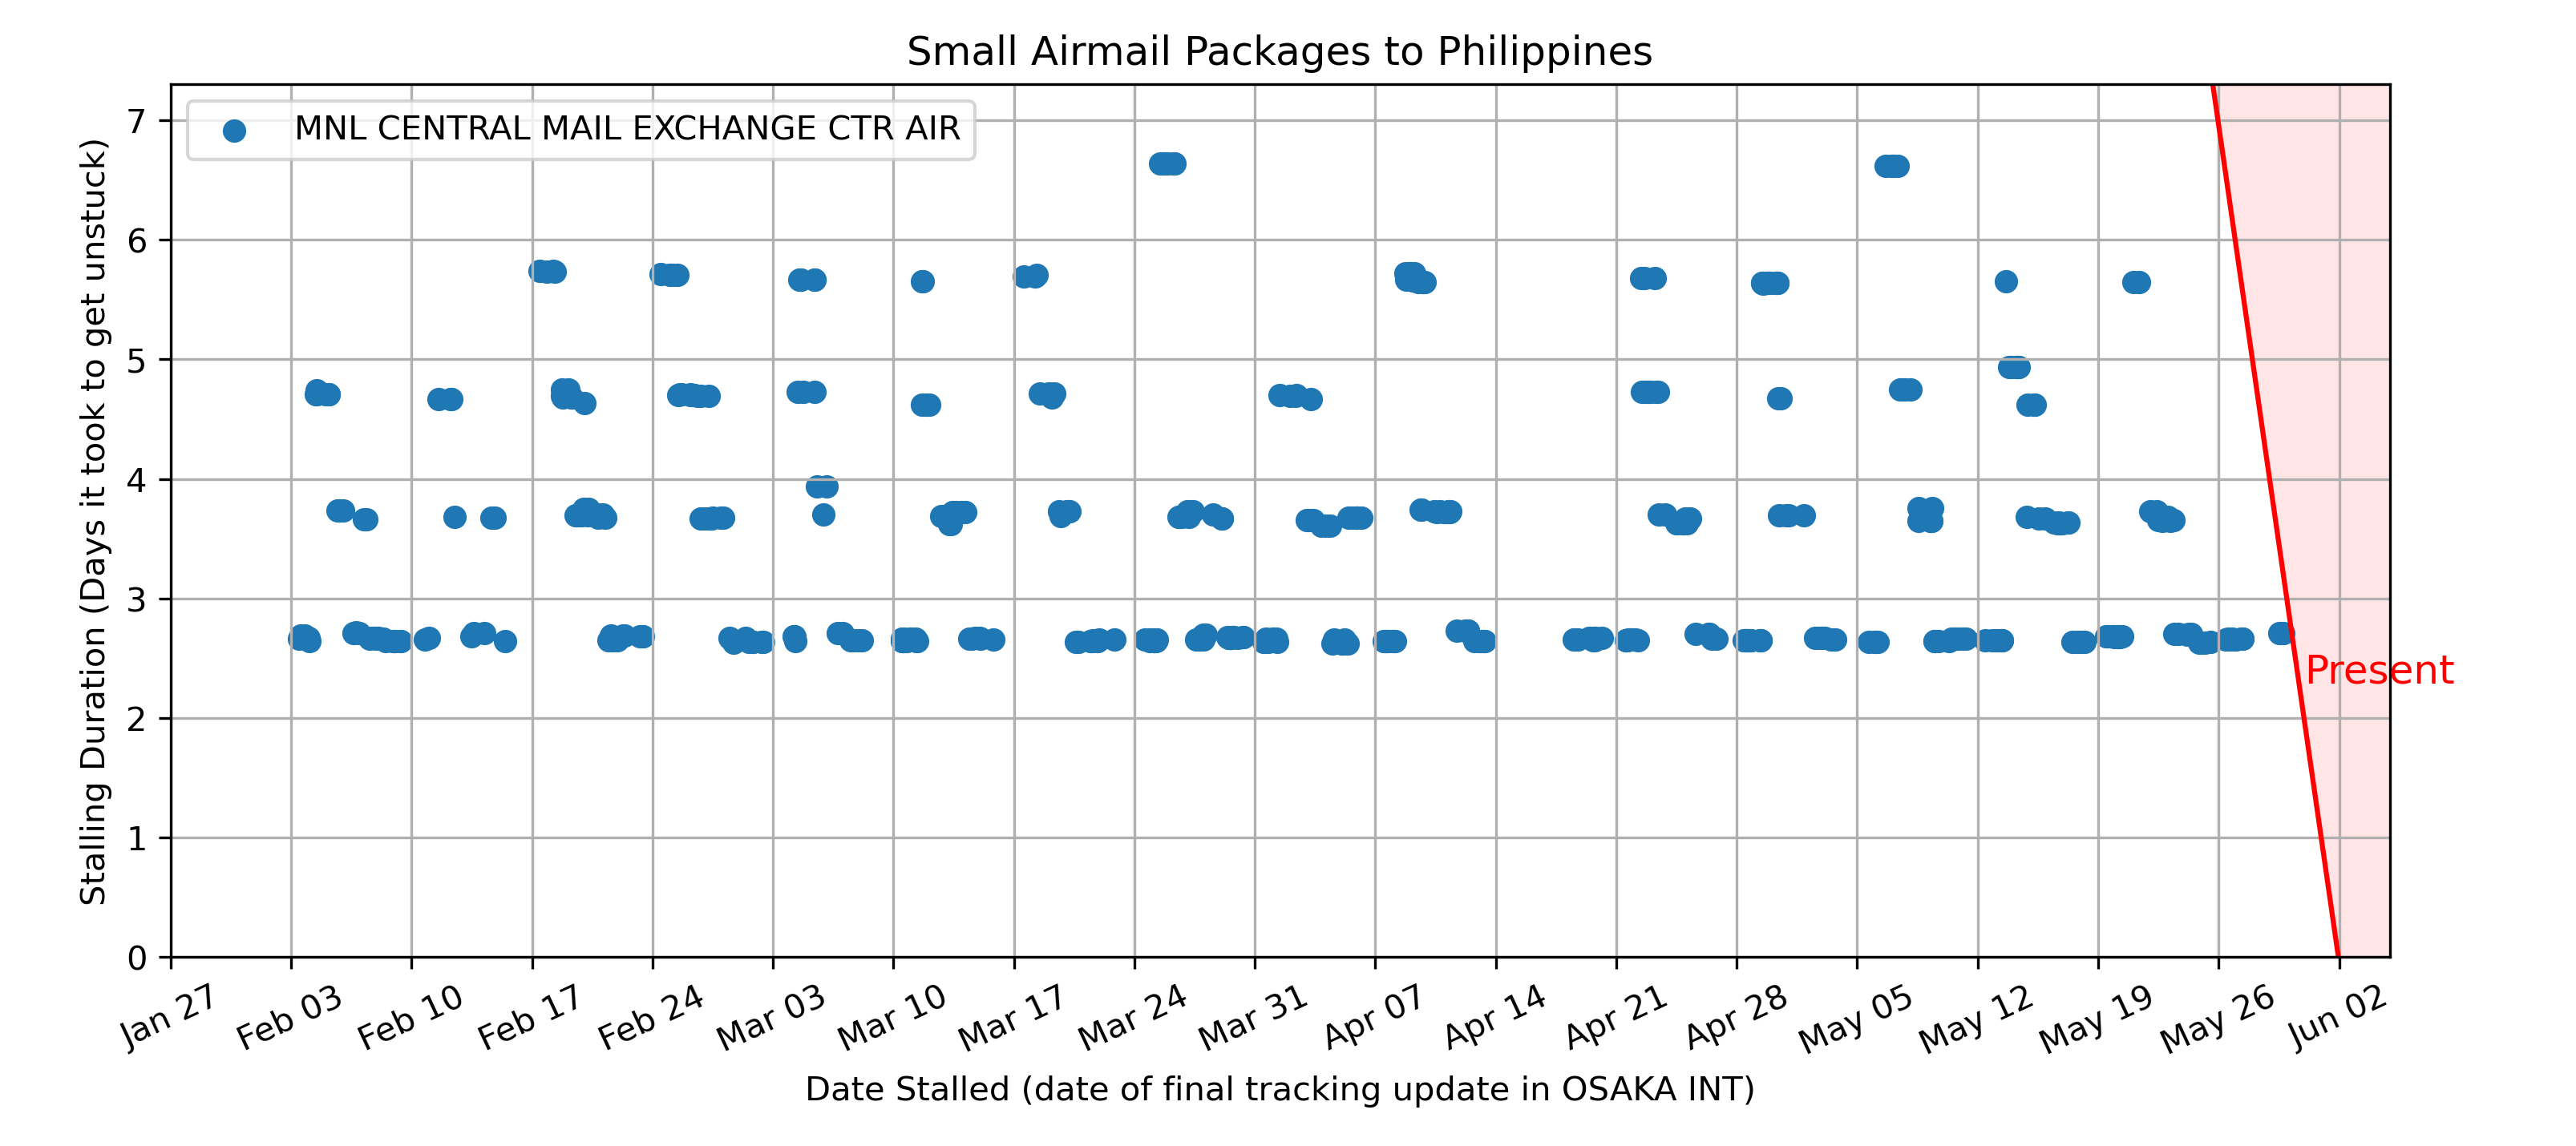 Small Airmail Packages to Philippines
MNL CENTRAL MAIL EXCHANGE CTR AIR
Stalling Duration (Days it took to get unstuck)
7
6
5
4
3
2
1
0
Present
Jan 27
Feb 03
Feb 10
Feb 17
Feb 24
Mar 03
Mar 10
Mar 17
Mar 24
Mar 31
Apr 07
Apr 14
Apr 21
Apr 28
May 05
May 12
May 19
May 26
Jun 02
Date Stalled (date of final tracking update in OSAKA INT)